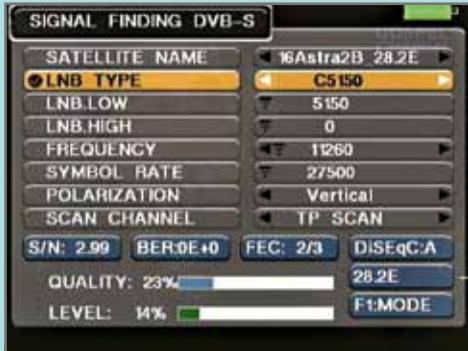 SIGNAL FINDING DVB-S
SATELLITE NAME 16Astra2B 28.2E
LNB TYPE C5150
LNB.LOW 5150
LNB.HIGH 0
FREQUENCY 11260
SYMBOL RATE 27500
POLARIZATION Vertical
SCAN CHANNEL TP SCAN
S/N: 2.99 BER:0E+0 FEC: 2/3 DiSEqC:A
QUALITY: 23% 28.2E
LEVEL: 14% F1:MODE